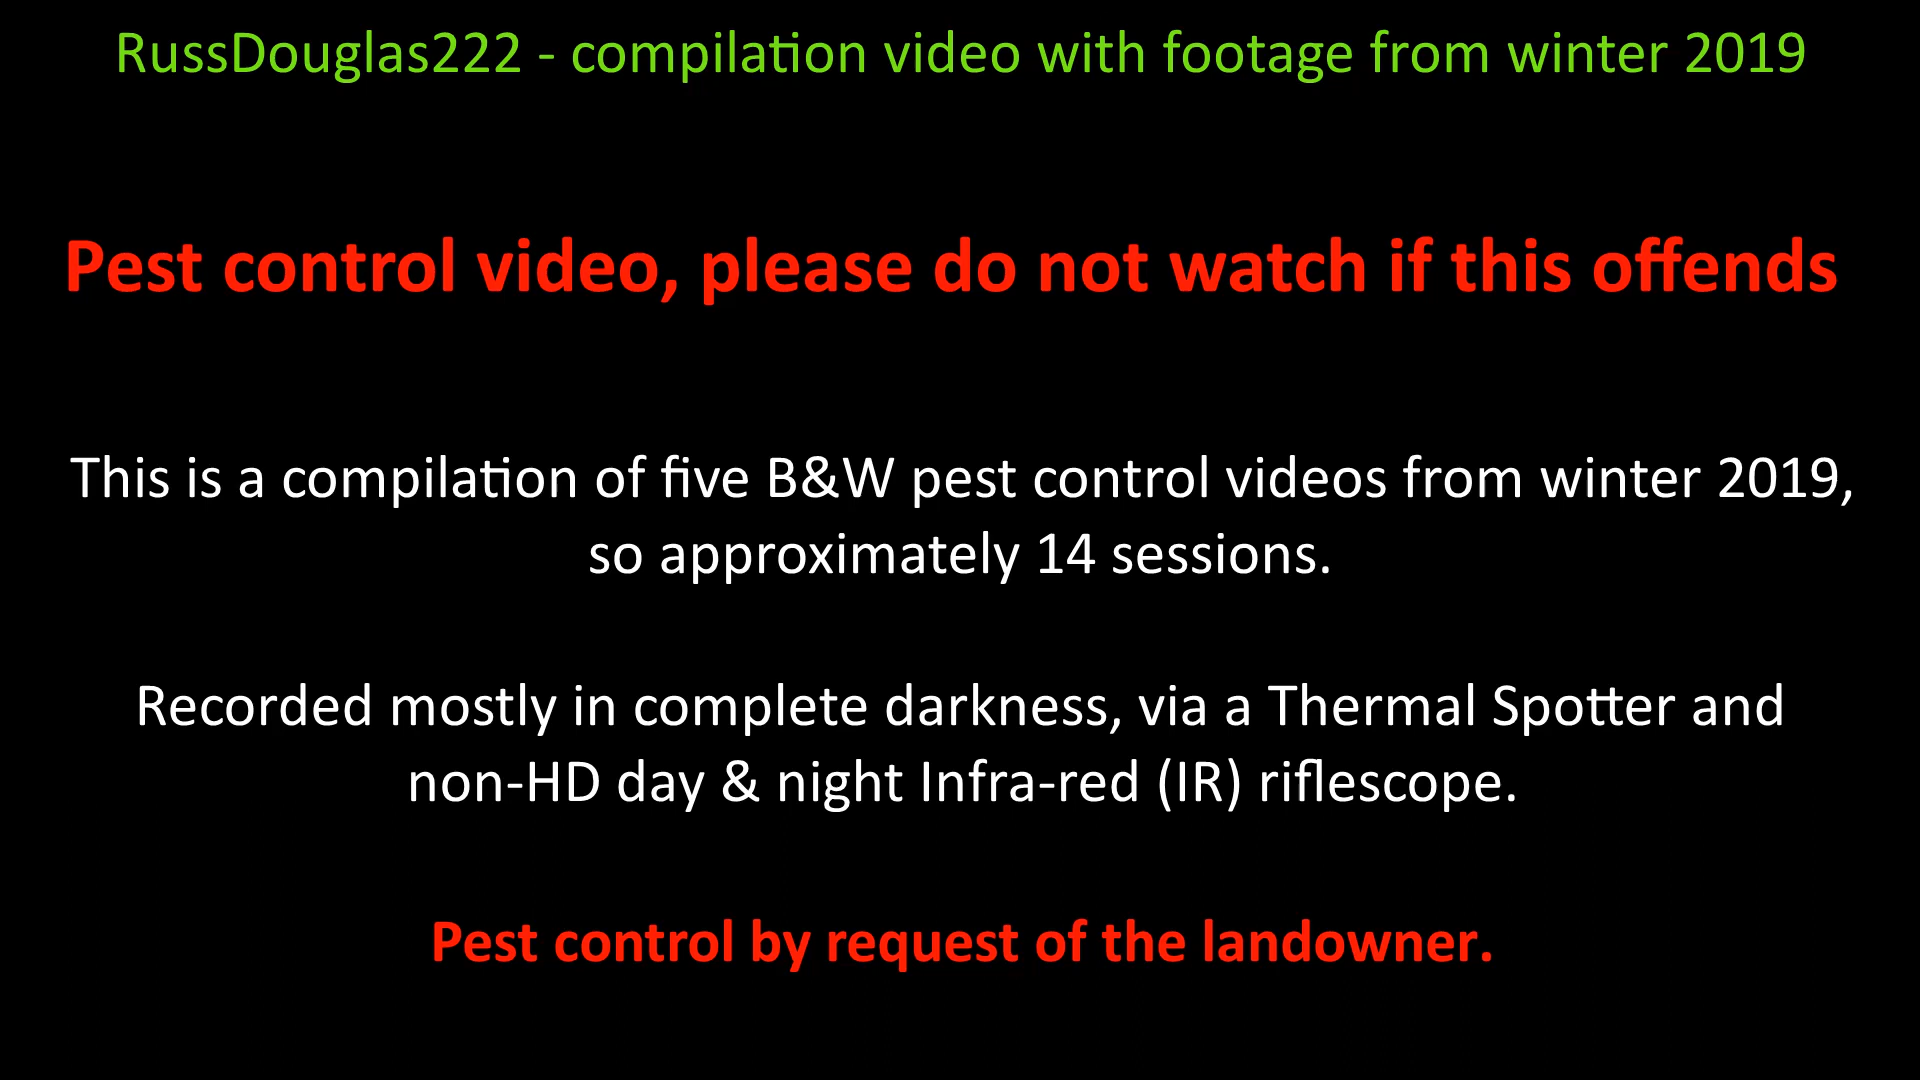 RussDouglas222 - compilation video with footage from winter 2019
Pest control video, please do not watch if this offends
This is a compilation of five B&W pest control videos from winter 2019,
so approximately 14 sessions.
Recorded mostly in complete darkness, via a Thermal Spotter and
non-HD day & night Infra-red (IR) riflescope.
Pest control by request of the landowner.